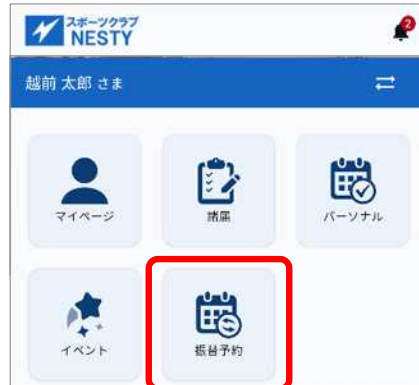 スポーツクラブ
NESTY
2
越前 太郎 さま
マイページ
諸届
パーソナル
イベント
振替予約